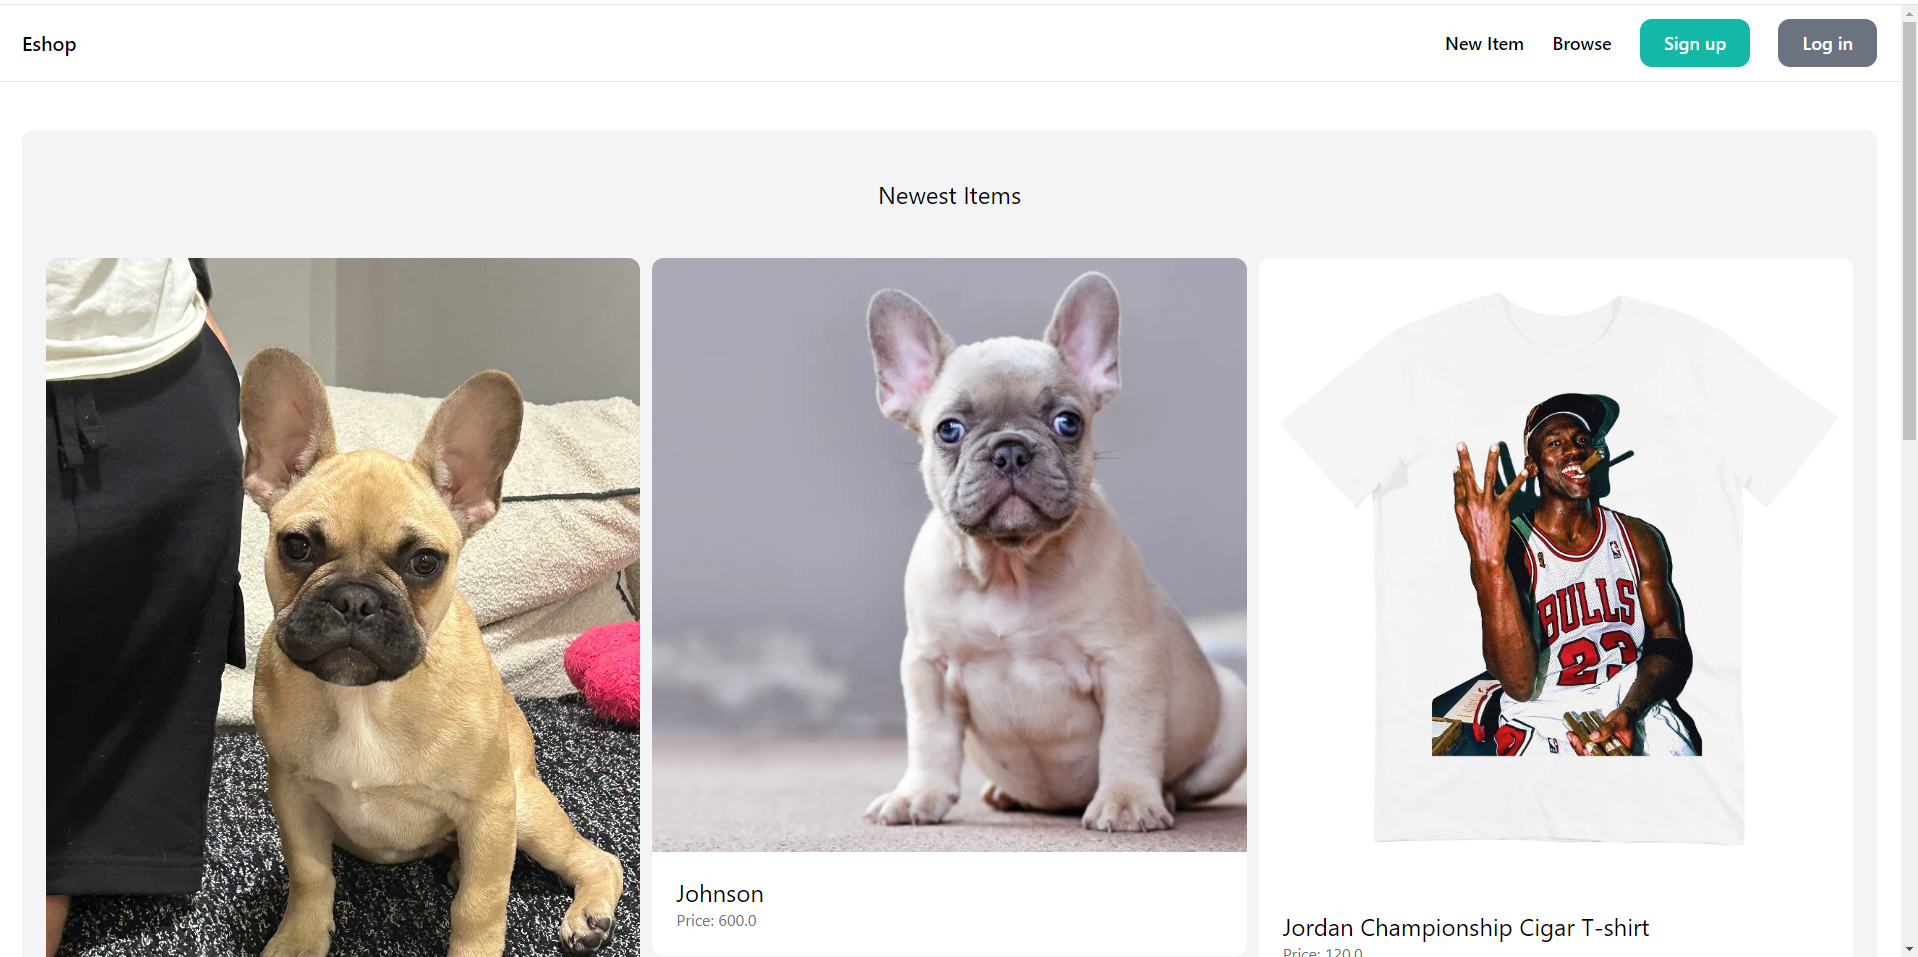 Eshop
New Item
Browse
Sign up
Log in
Newest Items
BULLS
23
Johnson
Price: 600.0
Jordan Championship Cigar T-shirt
Price: 120.0